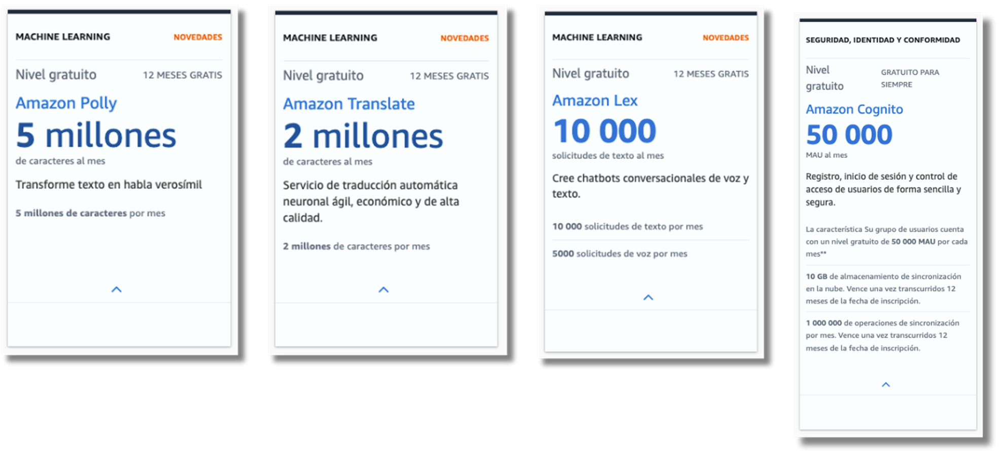 MACHINE LEARNING NOVEDADES
Nivel gratuito 12 MESES GRATIS
Amazon Polly
5 millones
de caracteres al mes
Transforme texto en habla verosímil
5 millones de caracteres por mes
MACHINE LEARNING NOVEDADES
Nivel gratuito 12 MESES GRATIS
Amazon Translate
2 millones
de caracteres al mes
Servicio de traducción automática
neuronal ágil, económico y de alta
calidad.
2 millones de caracteres por mes
MACHINE LEARNING NOVEDADES
Nivel gratuito 12 MESES GRATIS
Amazon Lex
10 000
solicitudes de texto al mes
Cree chatbots conversacionales de voz y
texto.
10 000 solicitudes de texto por mes
5000 solicitudes de voz por mes
SEGURIDAD, IDENTIDAD Y CONFORMIDAD
Nivel
gratuito
GRATUITO PARA
SIEMPRE
Amazon Cognito
50 000
MAU al mes
Registro, inicio de sesión y control de
acceso de usuarios de forma sencilla y
segura.
La característica Su grupo de usuarios cuenta
con un nivel gratuito de 50 000 MAU por cada
mes**
10 GB de almacenamiento de sincronización
en la nube. Vence una vez transcurridos 12
meses de la fecha de inscripción.
1 000 000 de operaciones de sincronización
por mes. Vence una vez transcurridos 12
meses de la fecha de inscripción.